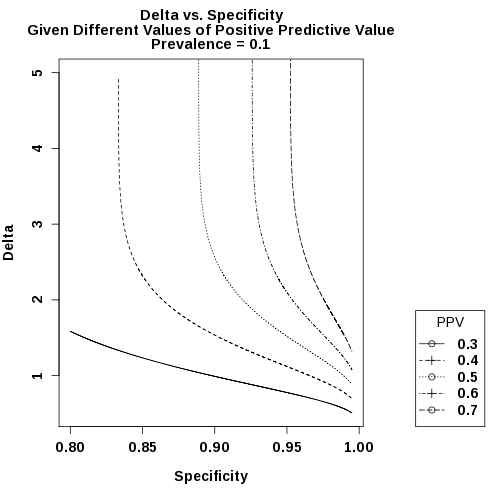 Delta vs. Specificity
Given Different Values of Positive Predictive Value
Prevalence = 0.1
5
4
3
2
1
Delta
0.80 0.85 0.90 0.95 1.00
Specificity
PPV
0.3
0.4
0.5
0.6
0.7